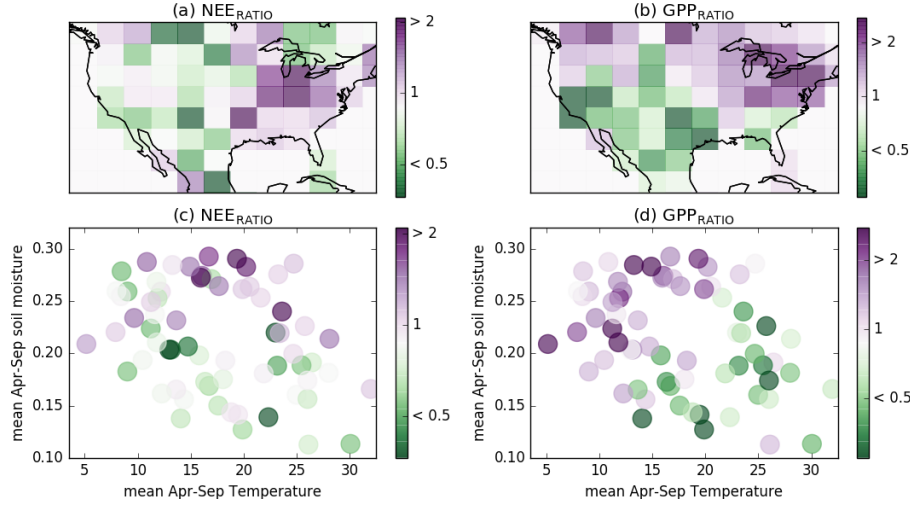 (a) NEE_RATIO
(b) GPP_RATIO
> 2
1
< 0.5
> 2
1
< 0.5
(c) NEE_RATIO
(d) GPP_RATIO
mean Apr-Sep soil moisture
0.30
0.25
0.20
0.15
0.10
5 10 15 20 25 30
mean Apr-Sep Temperature
> 2
1
< 0.5
mean Apr-Sep soil moisture
0.30
0.25
0.20
0.15
0.10
5 10 15 20 25 30
mean Apr-Sep Temperature
> 2
1
< 0.5